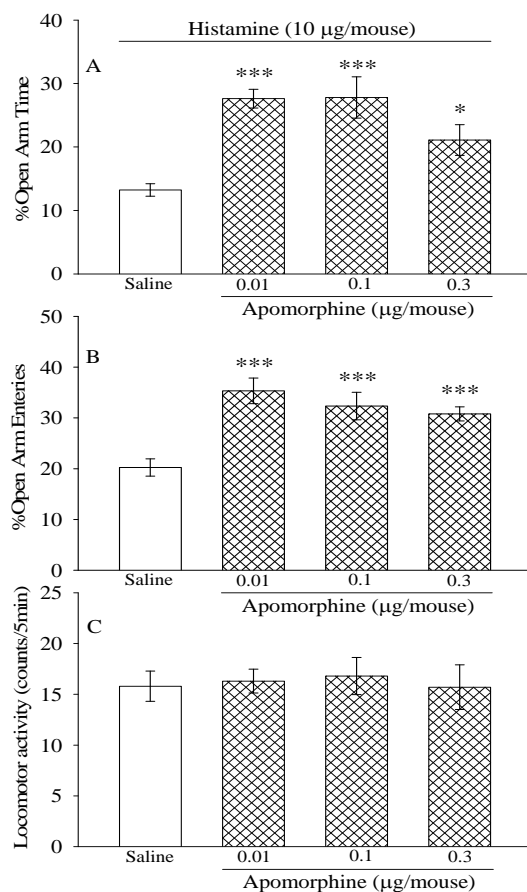 Histamine (10 µg/mouse)
A
*** *** *
%Open Arm Time
40
30
20
10
0
Saline 0.01 0.1 0.3
Apomorphine (µg/mouse)
B
*** *** ***
%Open Arm Enteries
50
40
30
20
10
0
Saline 0.01 0.1 0.3
Apomorphine (µg/mouse)
C
Locomotor activity (counts/5min)
25
20
15
10
5
0
Saline 0.01 0.1 0.3
Apomorphine (µg/mouse)